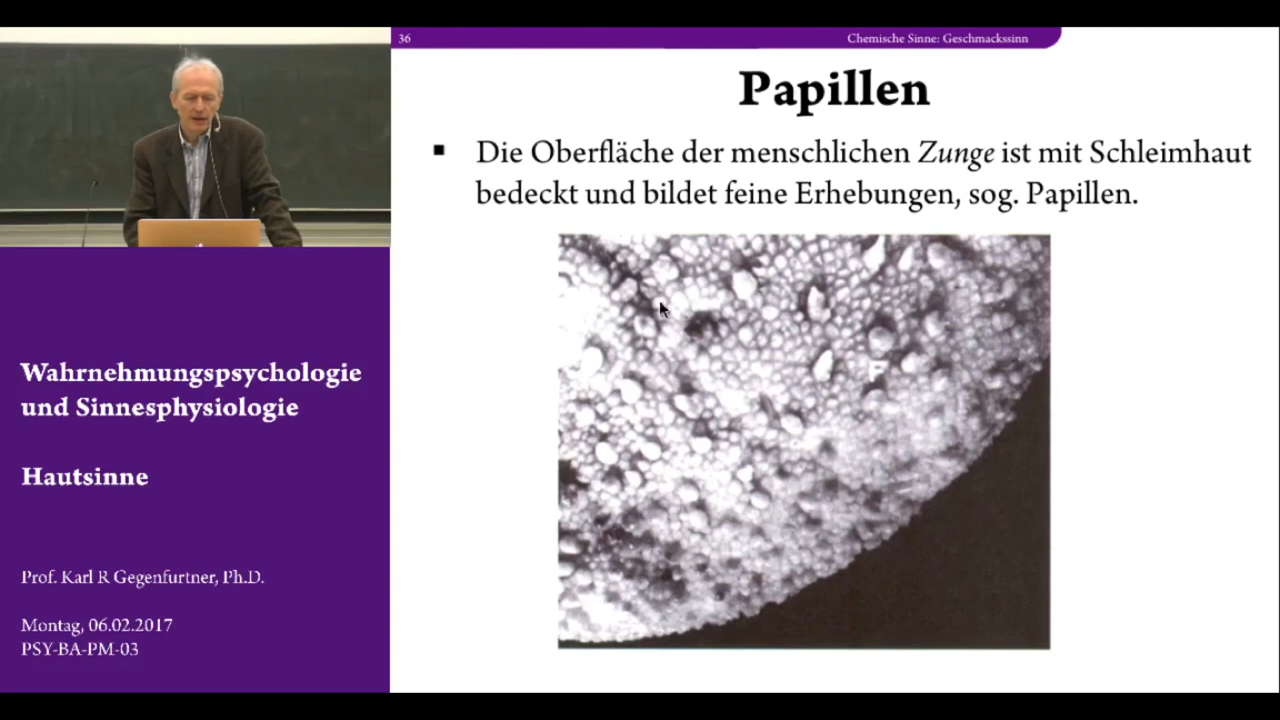 36
Chemische Sinne: Geschmackssinn
Papillen
▪ Die Oberfläche der menschlichen Zunge ist mit Schleimhaut
bedeckt und bildet feine Erhebungen, sog. Papillen.
F
Wahrnehmungspsychologie
und Sinnesphysiologie
Hautsinne
Prof. Karl R Gegenfurtner, Ph.D.
Montag, 06.02.2017
PSY-BA-PM-03